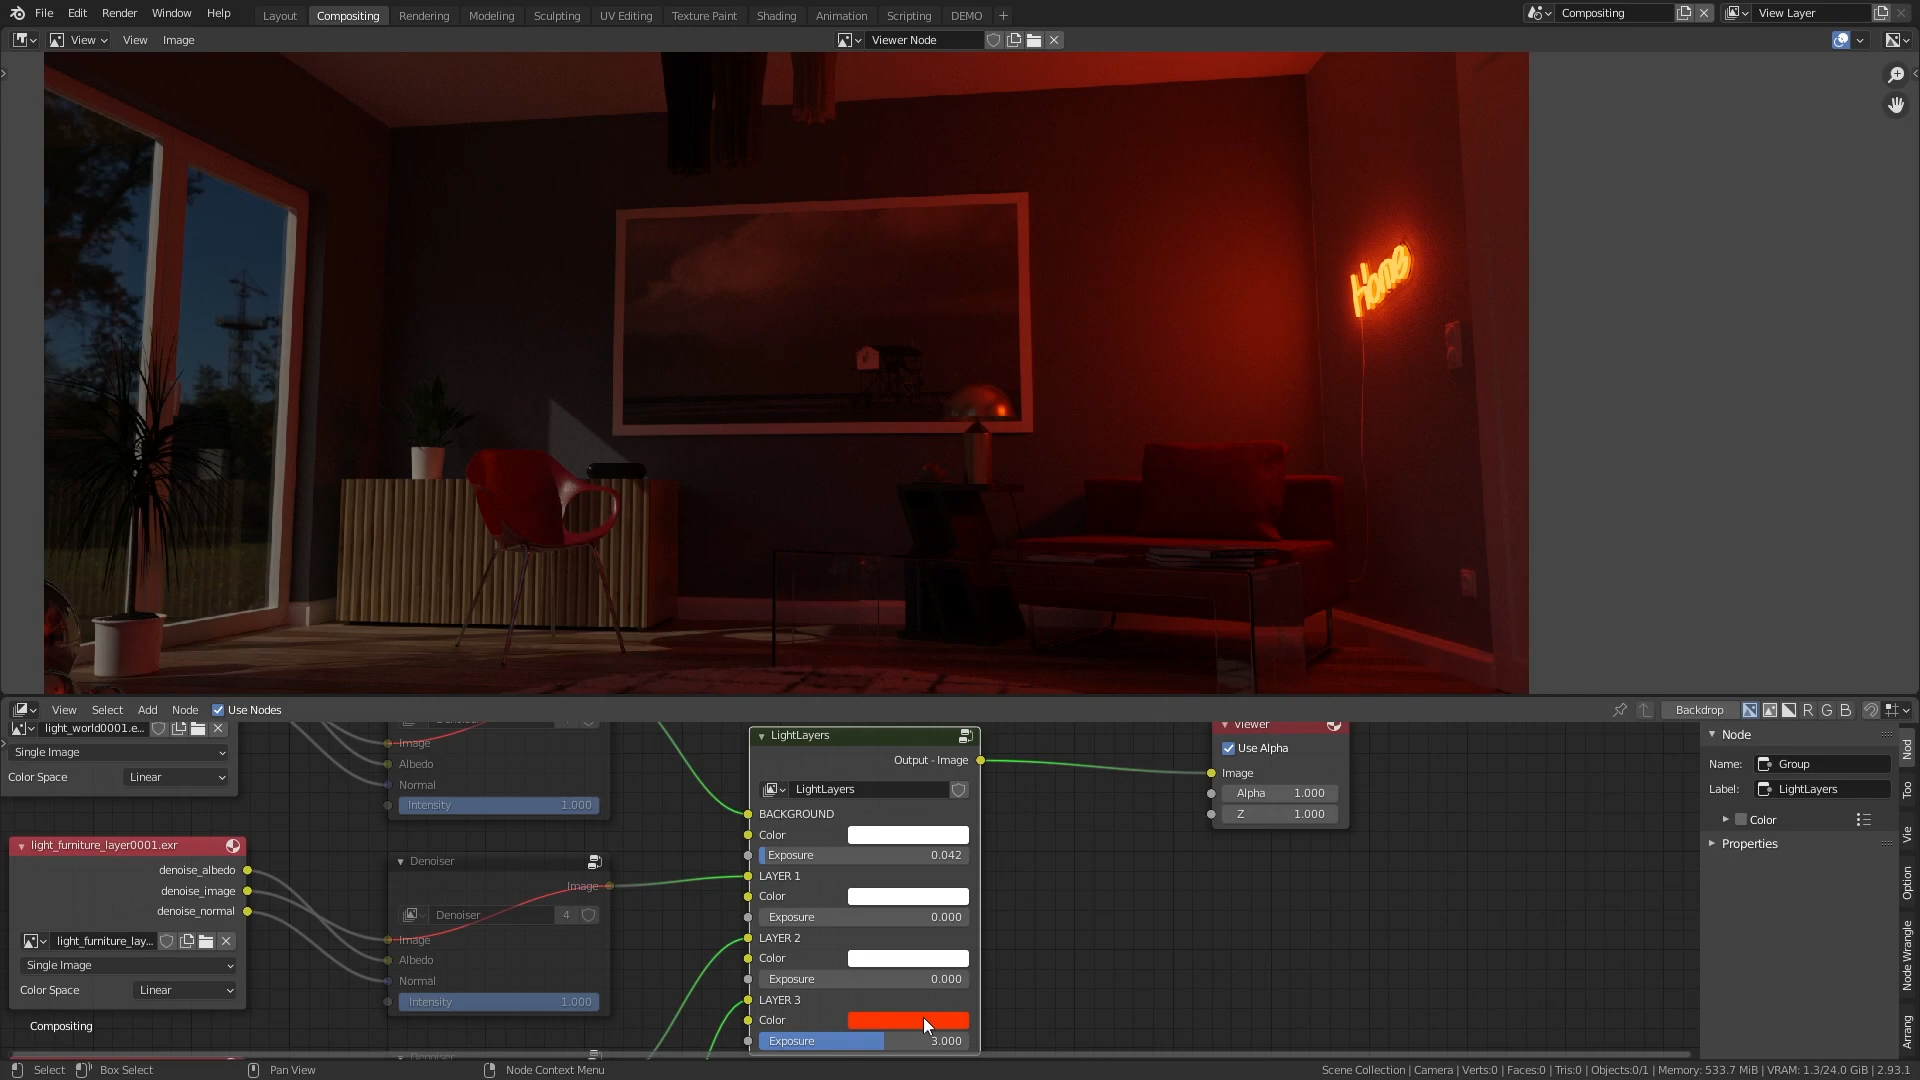 File Edit Render Window Help Layout Compositing Rendering Modeling Sculpting UV Editing Texture Paint Shading Animation Scripting DEMO + Compositing View Layer
View View Image Viewer Node
Home
View Select Add Node Use Nodes Backdrop R G B
light_world0001.e...
Single Image
Color Space Linear
Image
Albedo
Normal
Intensity 1.000
light_furniture_layer0001.exr
denoise_albedo
denoise_image
denoise_normal
light_furniture_lay...
Single Image
Color Space Linear
Compositing
Denoiser
Image
Denoiser 4
Image
Albedo
Normal
Intensity 1.000
LightLayers
Output - Image
LightLayers
BACKGROUND
Color
Exposure 0.042
LAYER 1
Color
Exposure 0.000
LAYER 2
Color
Exposure 0.000
LAYER 3
Color
Exposure 3.000
Viewer
Use Alpha
Image
Alpha 1.000
Z 1.000
Node
Name: Group
Label: LightLayers
Color
Properties
Nod
Too
Vie
Option
Node Wrangle
Arrang
Select Box Select Pan View Node Context Menu Scene Collection | Camera | Verts:0 | Faces:0 | Tris:0 | Objects:0/1 | Memory: 533.7 MiB | VRAM: 1.3/24.0 GiB | 2.93.1